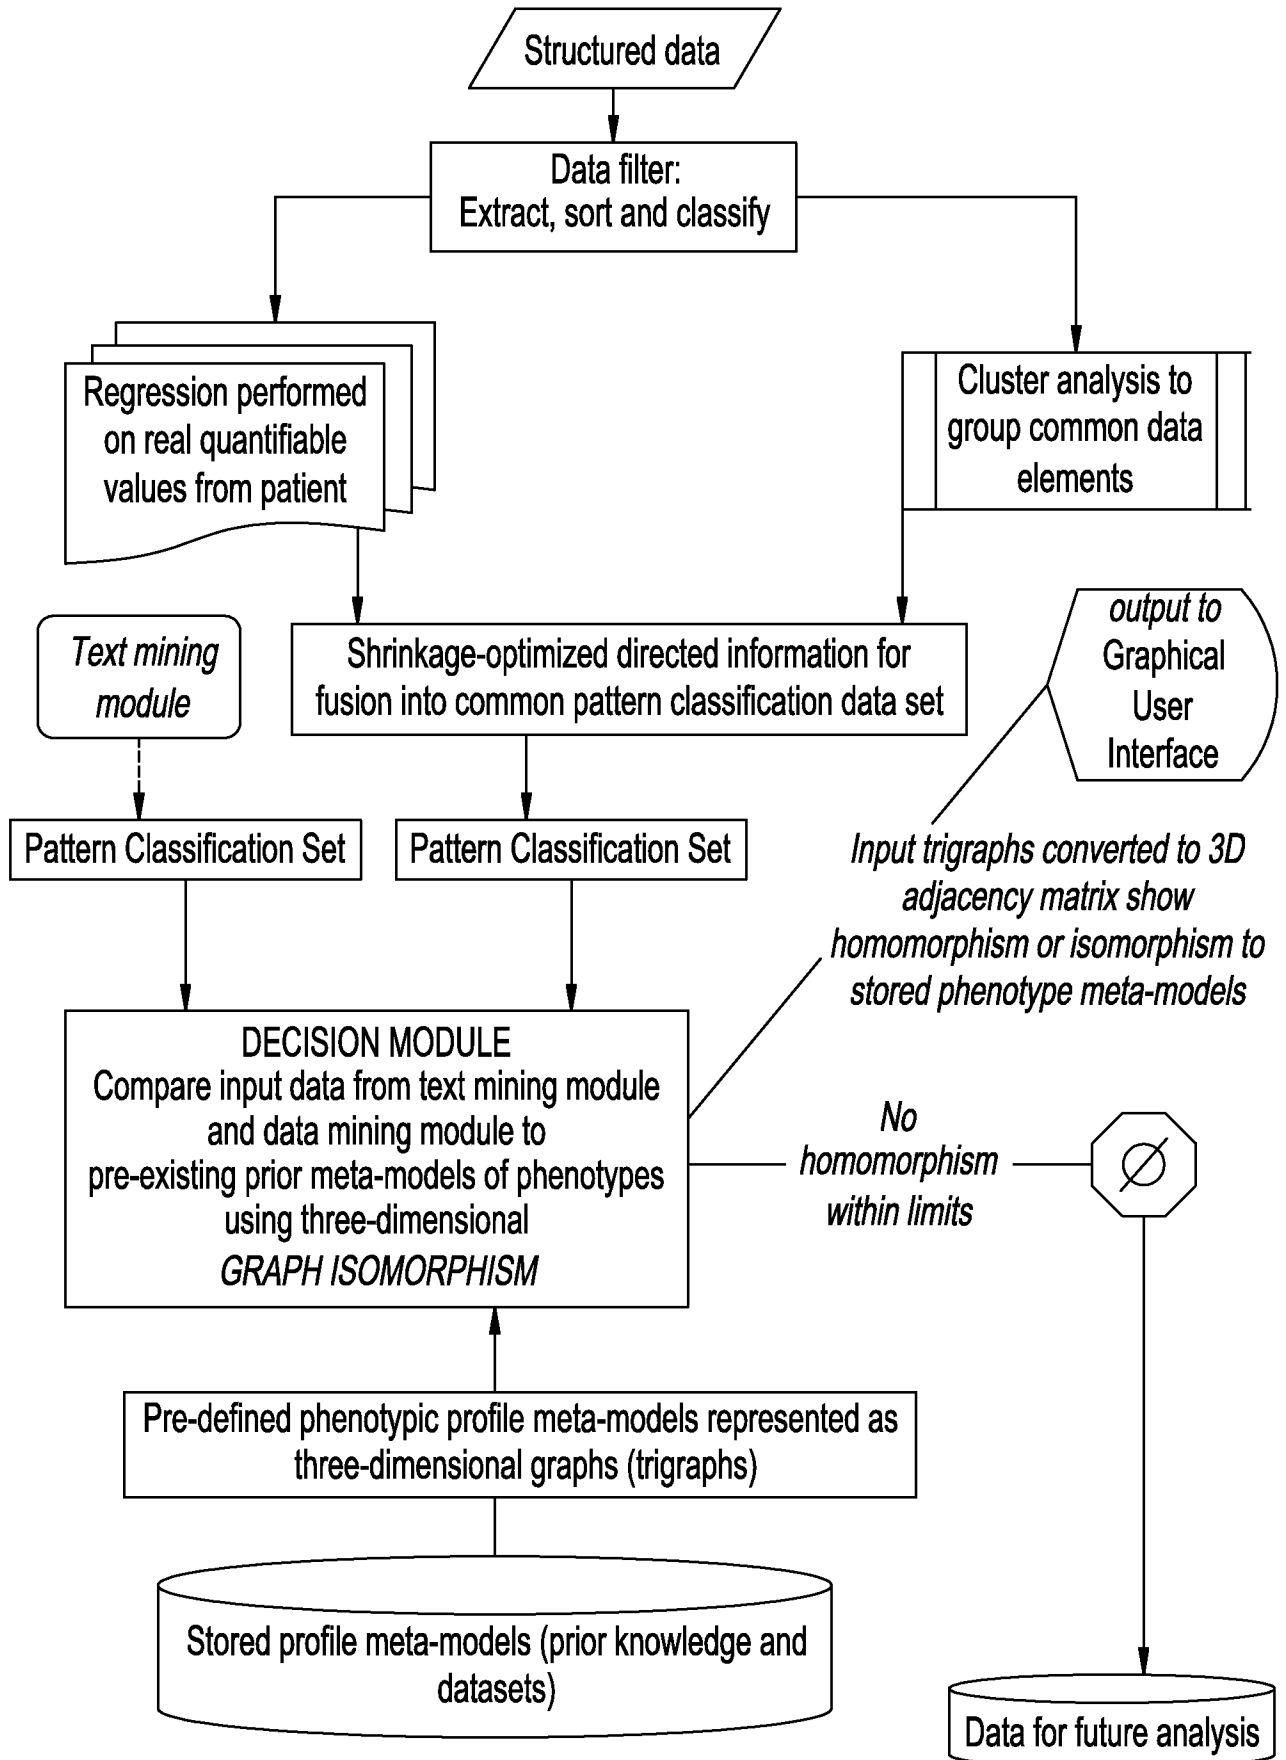 Structured data
Data filter:
Extract, sort and classify
Regression performed
on real quantifiable
values from patient
Cluster analysis to
group common data
elements
Text mining
module
Shrinkage-optimized directed information for
fusion into common pattern classification data set
output to
Graphical
User
Interface
Pattern Classification Set
Pattern Classification Set
Input trigraphs converted to 3D
adjacency matrix show
homomorphism or isomorphism to
stored phenotype meta-models
DECISION MODULE
Compare input data from text mining module
and data mining module to
pre-existing prior meta-models of phenotypes
using three-dimensional
GRAPH ISOMORPHISM
No
homomorphism
within limits
∅
Pre-defined phenotypic profile meta-models represented as
three-dimensional graphs (trigraphs)
Stored profile meta-models (prior knowledge and
datasets)
Data for future analysis